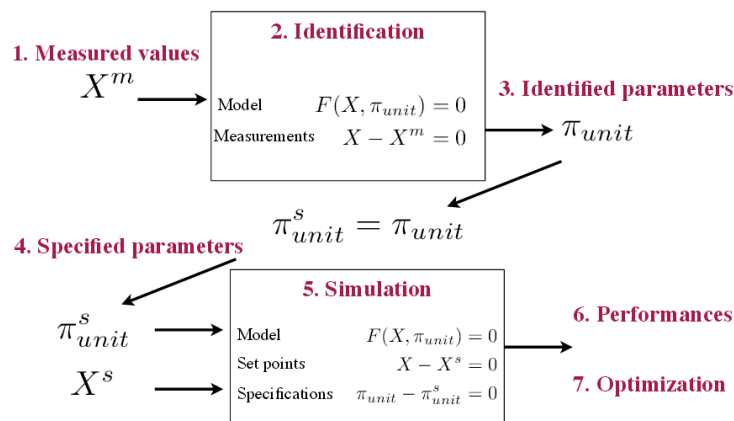 2. Identification
1. Measured values
X^m
Model F(X, π_unit) = 0
Measurements X − X^m = 0
3. Identified parameters
π_unit
π^s_unit = π_unit
4. Specified parameters
5. Simulation
π^s_unit
X^s
Model F(X, π_unit) = 0
Set points X − X^s = 0
Specifications π_unit − π^s_unit = 0
6. Performances
7. Optimization